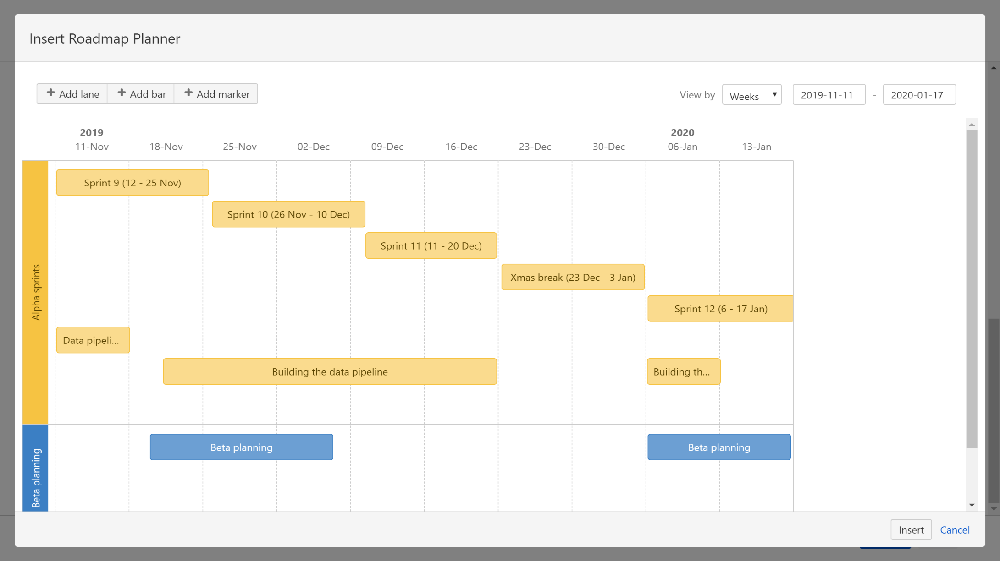 Insert Roadmap Planner
Add lane
Add bar
Add marker
View by
Weeks
2019-11-11 - 2020-01-17
2019 2020
11-Nov 18-Nov 25-Nov 02-Dec 09-Dec 16-Dec 23-Dec 30-Dec 06-Jan 13-Jan
Alpha sprints
Sprint 9 (12 - 25 Nov)
Sprint 10 (26 Nov - 10 Dec)
Sprint 11 (11 - 20 Dec)
Xmas break (23 Dec - 3 Jan)
Sprint 12 (6 - 17 Jan)
Data pipeli...
Building the data pipeline
Building th...
Beta planning
Beta planning
Beta planning
Insert
Cancel